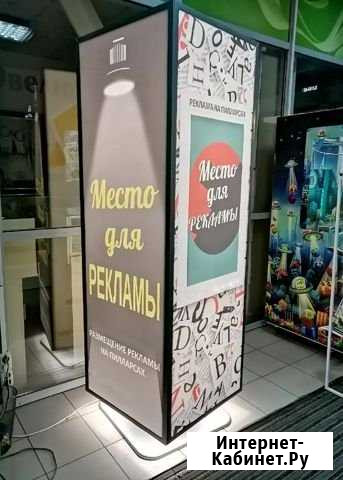 Место
для
РЕКЛАМЫ
РАЗМЕЩЕНИЕ РЕКЛАМЫ
НА ПИЛЛАРСАХ
РЕКЛАМА НА ПИЛЛАРСАХ
Место
для
РЕКЛАМЫ
Интернет-
Кабинет.Ру